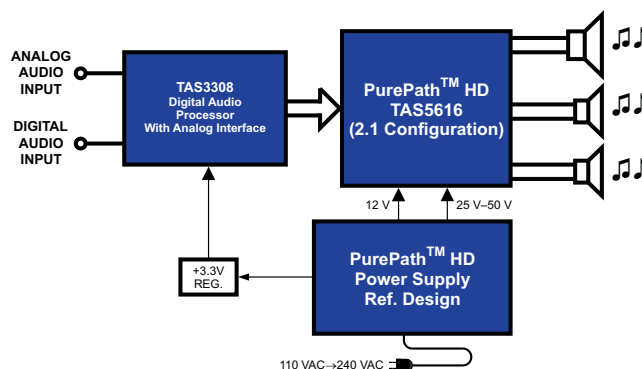 ANALOG
AUDIO
INPUT
DIGITAL
AUDIO
INPUT
TAS3308
Digital Audio
Processor
With Analog Interface
PurePath™ HD
TAS5616
(2.1 Configuration)
12 V
25 V–50 V
+3.3V
REG.
PurePath™ HD
Power Supply
Ref. Design
110 VAC→240 VAC